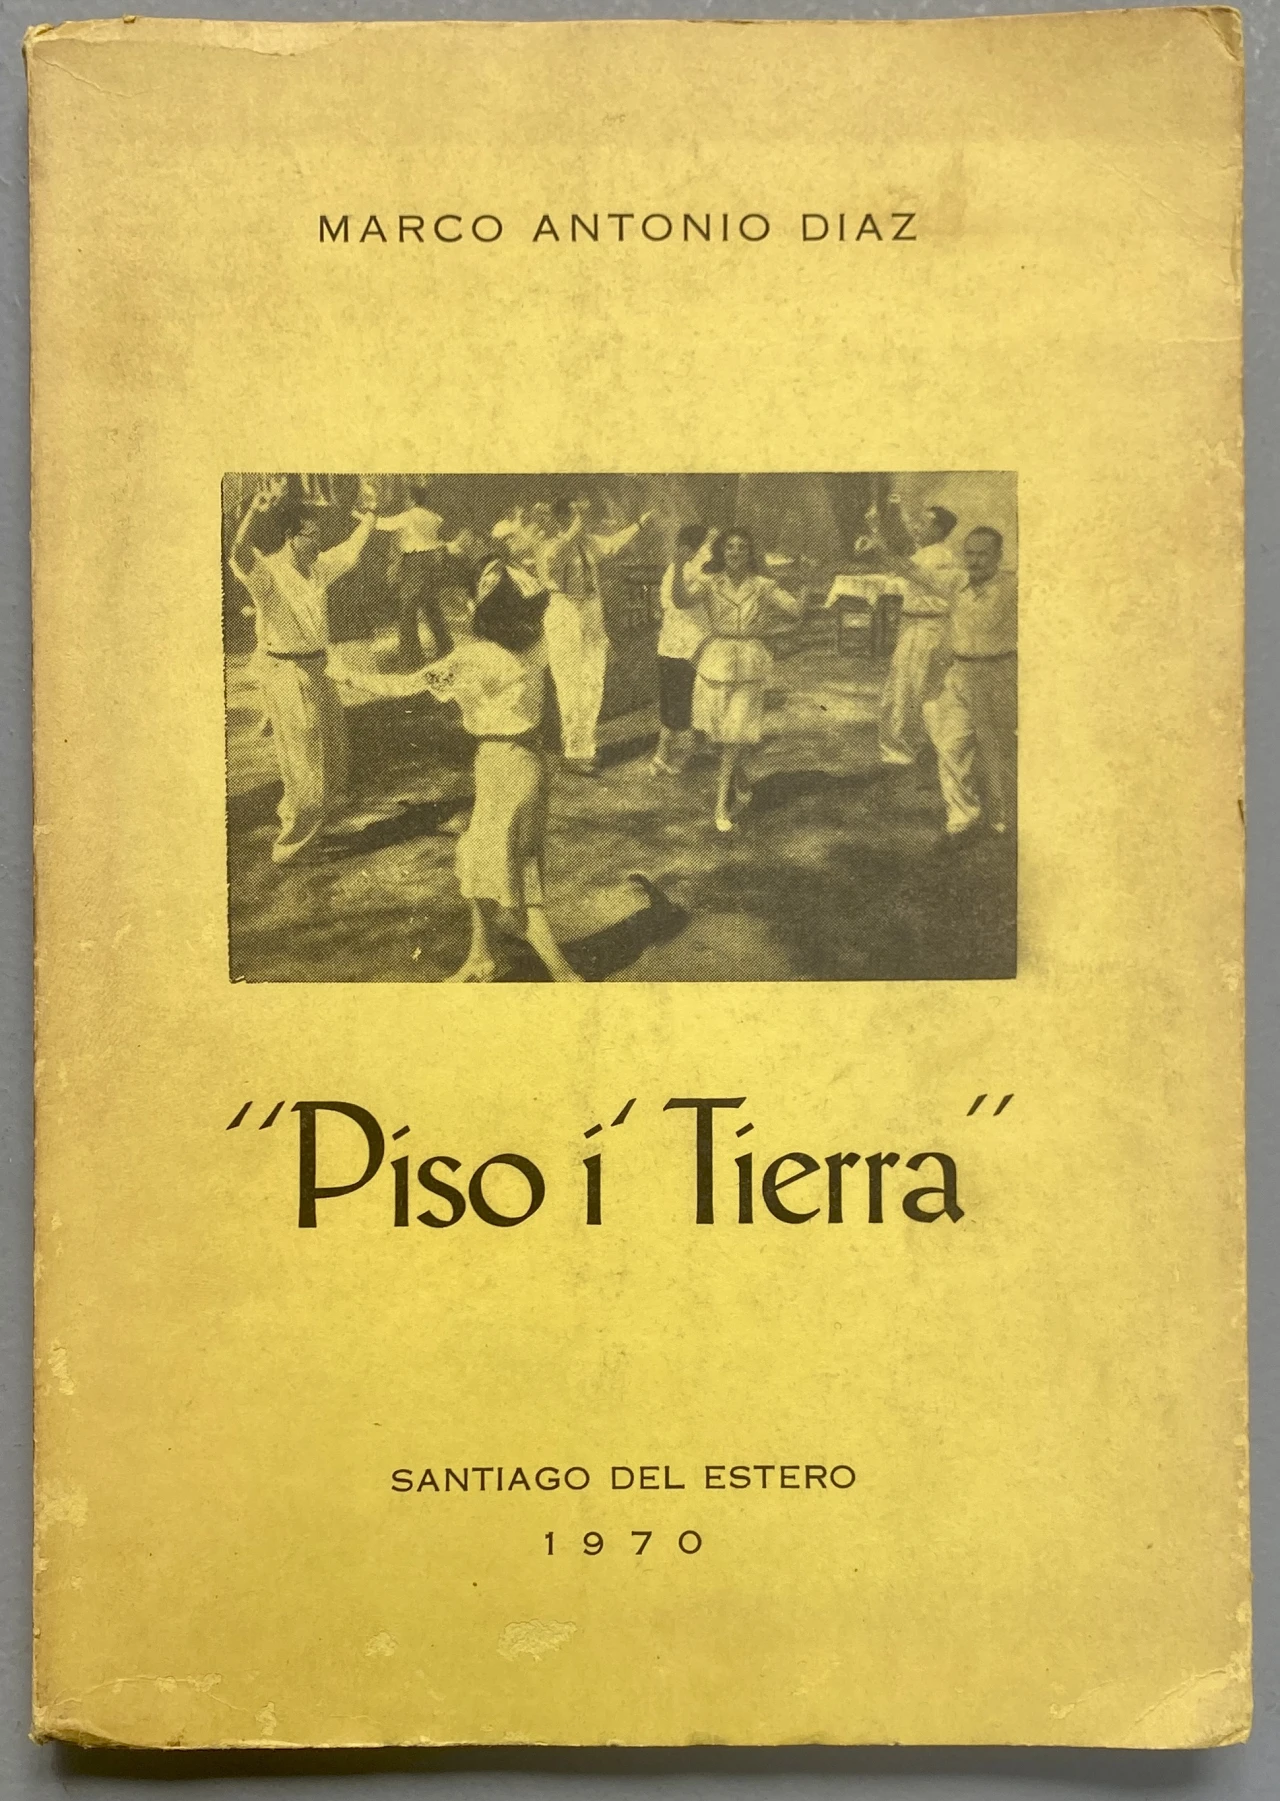 MARCO ANTONIO DIAZ
"Piso i' Tierra"
SANTIAGO DEL ESTERO
1970